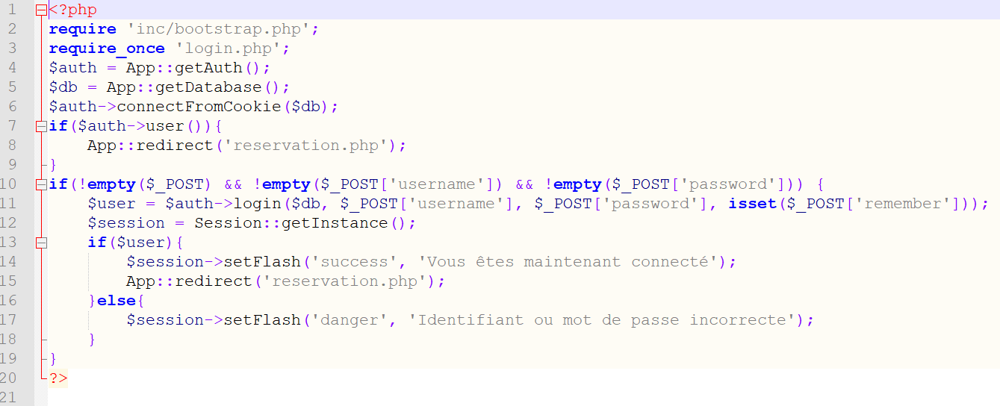 1 <?php
2 require 'inc/bootstrap.php';
3 require_once 'login.php';
4 $auth = App::getAuth();
5 $db = App::getDatabase();
6 $auth->connectFromCookie($db);
7 if($auth->user()){
8     App::redirect('reservation.php');
9 }
10 if(!empty($_POST) && !empty($_POST['username']) && !empty($_POST['password'])) {
11     $user = $auth->login($db, $_POST['username'], $_POST['password'], isset($_POST['remember']));
12     $session = Session::getInstance();
13     if($user){
14         $session->setFlash('success', 'Vous êtes maintenant connecté');
15         App::redirect('reservation.php');
16     }else{
17         $session->setFlash('danger', 'Identifiant ou mot de passe incorrecte');
18     }
19 }
20 ?>
21